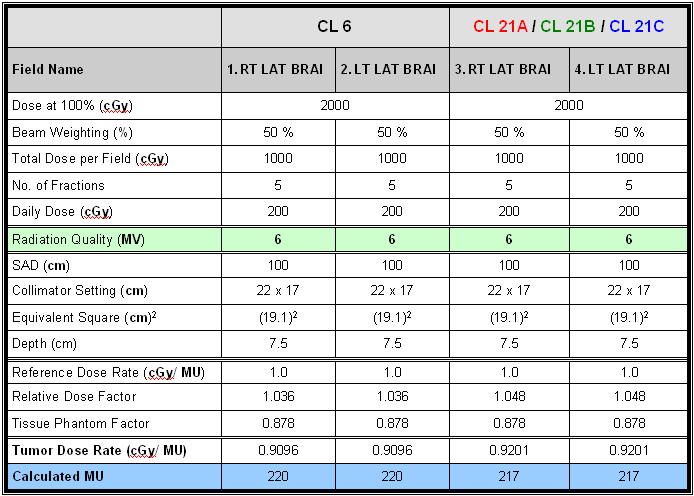 CL 6 CL 21A / CL 21B / CL 21C
Field Name 1. RT LAT BRAI 2. LT LAT BRAI 3. RT LAT BRAI 4. LT LAT BRAI
Dose at 100% (cGy) 2000 2000
Beam Weighting (%) 50 % 50 % 50 % 50 %
Total Dose per Field (cGy) 1000 1000 1000 1000
No. of Fractions 5 5 5 5
Daily Dose (cGy) 200 200 200 200
Radiation Quality (MV) 6 6 6 6
SAD (cm) 100 100 100 100
Collimator Setting (cm) 22 x 17 22 x 17 22 x 17 22 x 17
Equivalent Square (cm)² (19.1)² (19.1)² (19.1)² (19.1)²
Depth (cm) 7.5 7.5 7.5 7.5
Reference Dose Rate (cGy/ MU) 1.0 1.0 1.0 1.0
Relative Dose Factor 1.036 1.036 1.048 1.048
Tissue Phantom Factor 0.878 0.878 0.878 0.878
Tumor Dose Rate (cGy/ MU) 0.9096 0.9096 0.9201 0.9201
Calculated MU 220 220 217 217